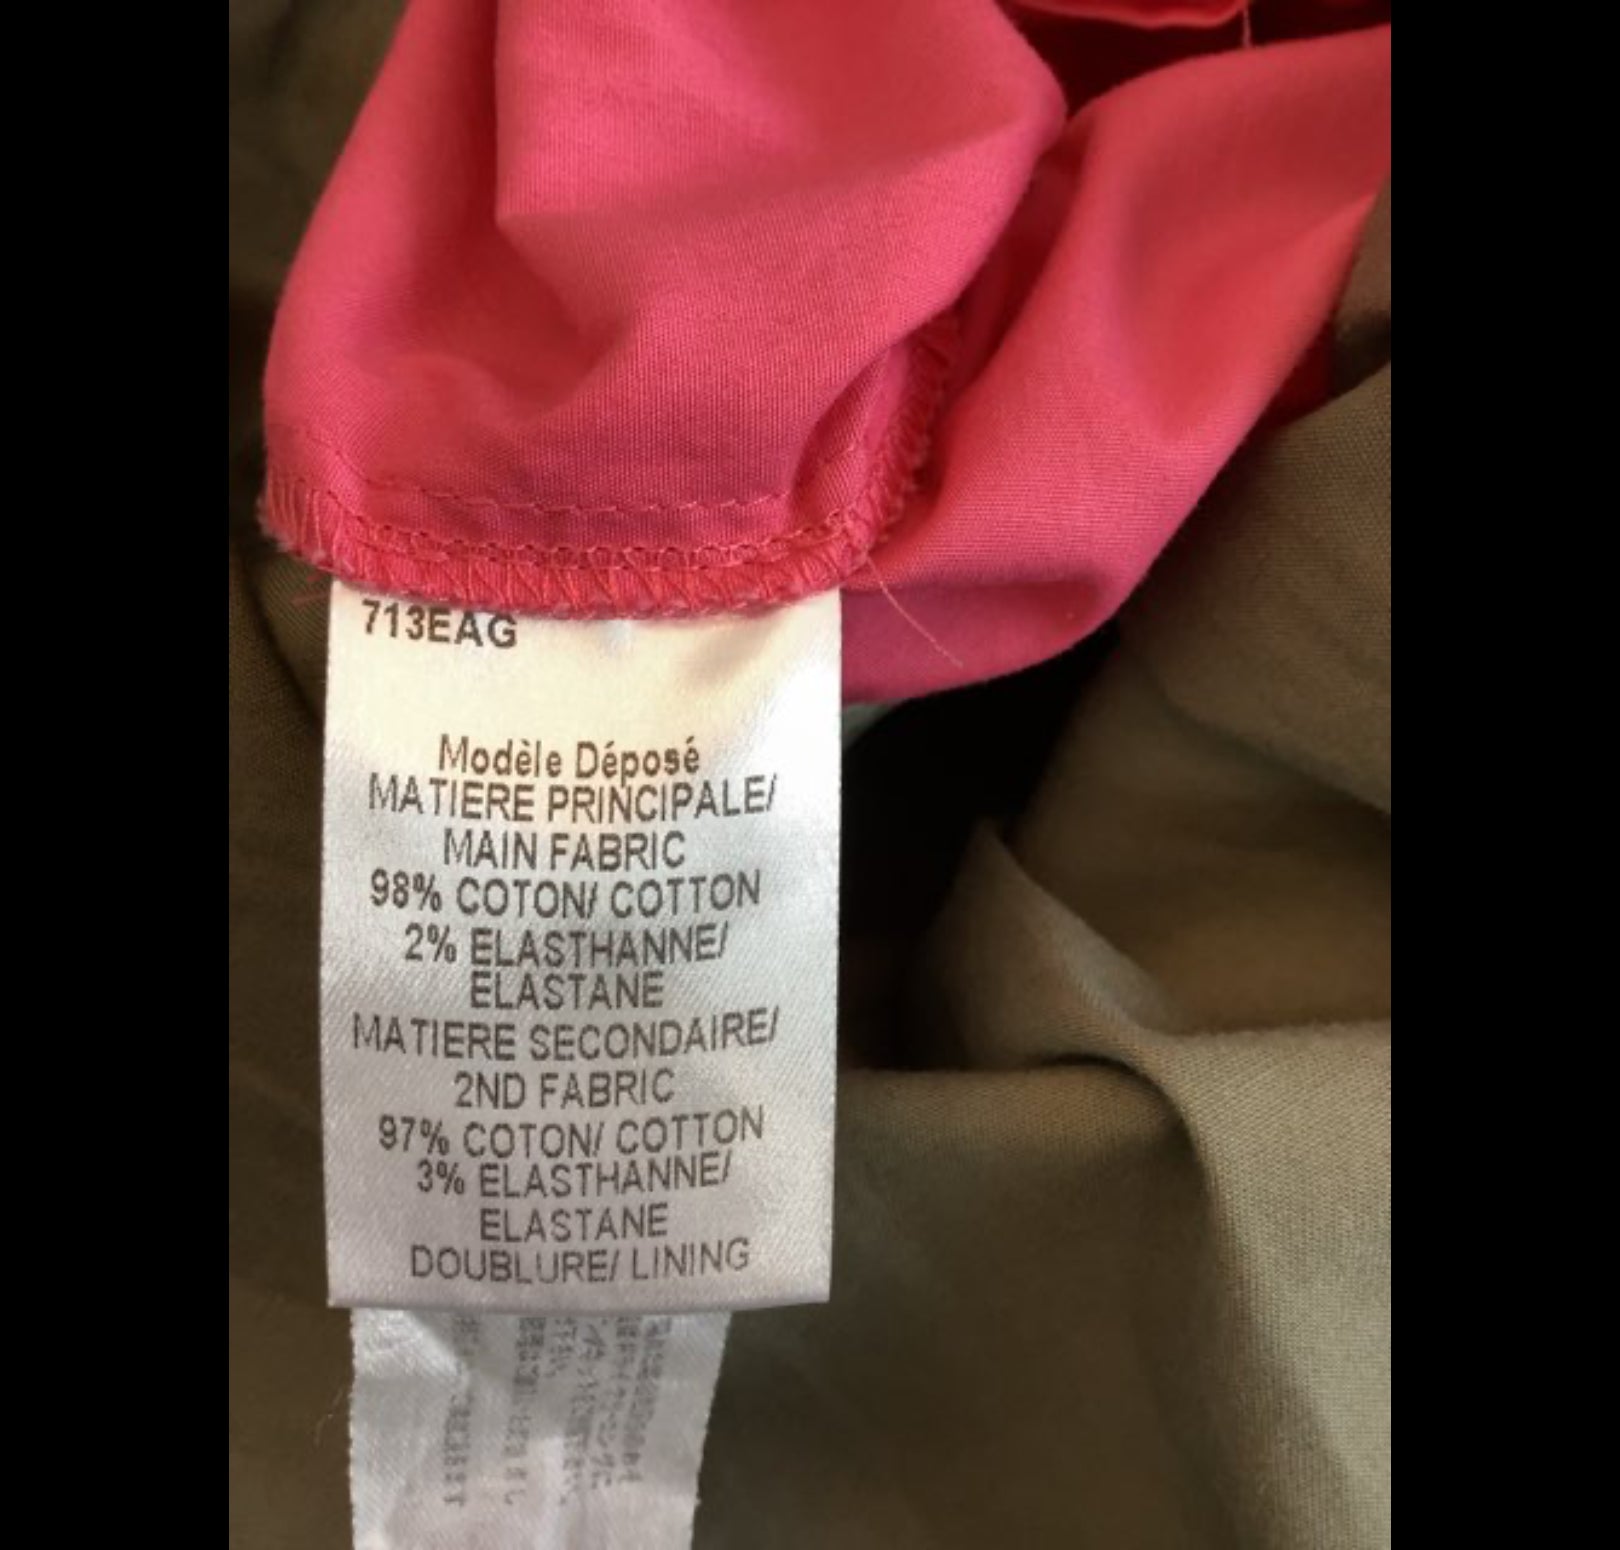 713EAG
Modèle Déposé
MATIERE PRINCIPALE/
MAIN FABRIC
98% COTON/ COTTON
2% ELASTHANNE/
ELASTANE
MATIERE SECONDAIRE/
2ND FABRIC
97% COTON/ COTTON
3% ELASTHANNE/
ELASTANE
DOUBLURE/ LINING